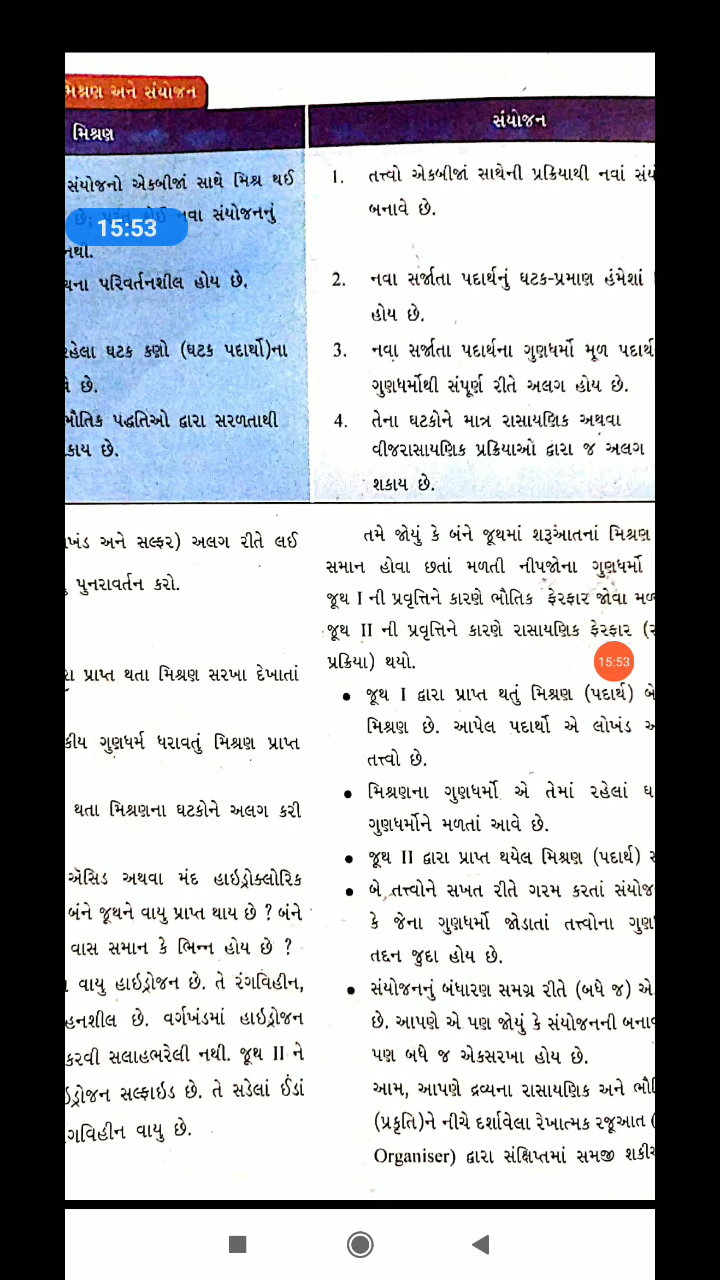 મિશ્રણ અને સંયોજન
મિશ્રણ
સંયોજનો એકબીજાં સાથે મિશ્ર થઈ
છે; પરંતુ કોઈ નવા સંયોજનનું
નથી.
પરિવર્તનશીલ હોય છે.
રહેલા ઘટક કણો (ઘટક પદાર્થો)ના
છે.
ભૌતિક પદ્ધતિઓ દ્વારા સરળતાથી
છે.
સંયોજન
1. તત્ત્વો એકબીજાં સાથેની પ્રક્રિયાથી નવાં
બનાવે છે.
2. નવા સર્જાતા પદાર્થનું ઘટક-પ્રમાણ હંમેશાં
હોય છે.
3. નવા સર્જાતા પદાર્થના ગુણધર્મો મૂળ
ગુણધર્મોથી સંપૂર્ણ રીતે અલગ હોય છે.
4. તેના ઘટકોને માત્ર રાસાયણિક અથવા
વીજરાસાયણિક પ્રક્રિયાઓ દ્વારા જ અલગ
શકાય છે.
અને સલ્ફર) અલગ રીતે લઈ
પુનરાવર્તન કરો.
પ્રાપ્ત થતા મિશ્રણ સરખા દેખાતાં
ગુણધર્મ ધરાવતું મિશ્રણ પ્રાપ્ત
થતા મિશ્રણના ઘટકોને અલગ કરી
ઍસિડ અથવા મંદ હાઇડ્રોક્લોરિક
બંને જૂથને વાયુ પ્રાપ્ત થાય છે ? બંને
વાસ સમાન કે ભિન્ન હોય છે ?
વાયુ હાઇડ્રોજન છે. તે રંગવિહીન,
છે. વર્ગખંડમાં હાઇડ્રોજન
કરવી સલાહભરેલી નથી. જૂથ II ને
સલ્ફાઇડ છે. તે સડેલાં ઈંડાં
વાયુ છે.
તમે જોયું કે બંને જૂથમાં શરૂઆતનાં મિશ્રણ
સમાન હોવા છતાં મળતી નીપજોના ગુણધર્મો
જૂથ I ની પ્રવૃત્તિને કારણે ભૌતિક ફેરફાર જોવા
જૂથ II ની પ્રવૃત્તિને કારણે રાસાયણિક ફેરફાર
પ્રક્રિયા) થયો.
• જૂથ I દ્વારા પ્રાપ્ત થતું મિશ્રણ (પદાર્થ)
મિશ્રણ છે. આપેલ પદાર્થો એ લોખંડ
તત્ત્વો છે.
• મિશ્રણના ગુણધર્મો એ તેમાં રહેલાં
ગુણધર્મોને મળતાં આવે છે.
• જૂથ II દ્વારા પ્રાપ્ત થયેલ મિશ્રણ (પદાર્થ)
• બે તત્ત્વોને સખત રીતે ગરમ કરતાં
કે જેના ગુણધર્મો જોડાતાં તત્ત્વોના
તદ્દન જુદા હોય છે.
• સંયોજનનું બંધારણ સમગ્ર રીતે (બધે જ)
છે. આપણે એ પણ જોયું કે સંયોજનની
પણ બધે જ એકસરખા હોય છે.
આમ, આપણે દ્રવ્યના રાસાયણિક અને
(પ્રકૃતિ)ને નીચે દર્શાવેલા રેખાત્મક રજૂઆત
Organiser) દ્વારા સંક્ષિપ્તમાં સમજી
15:53
15:53